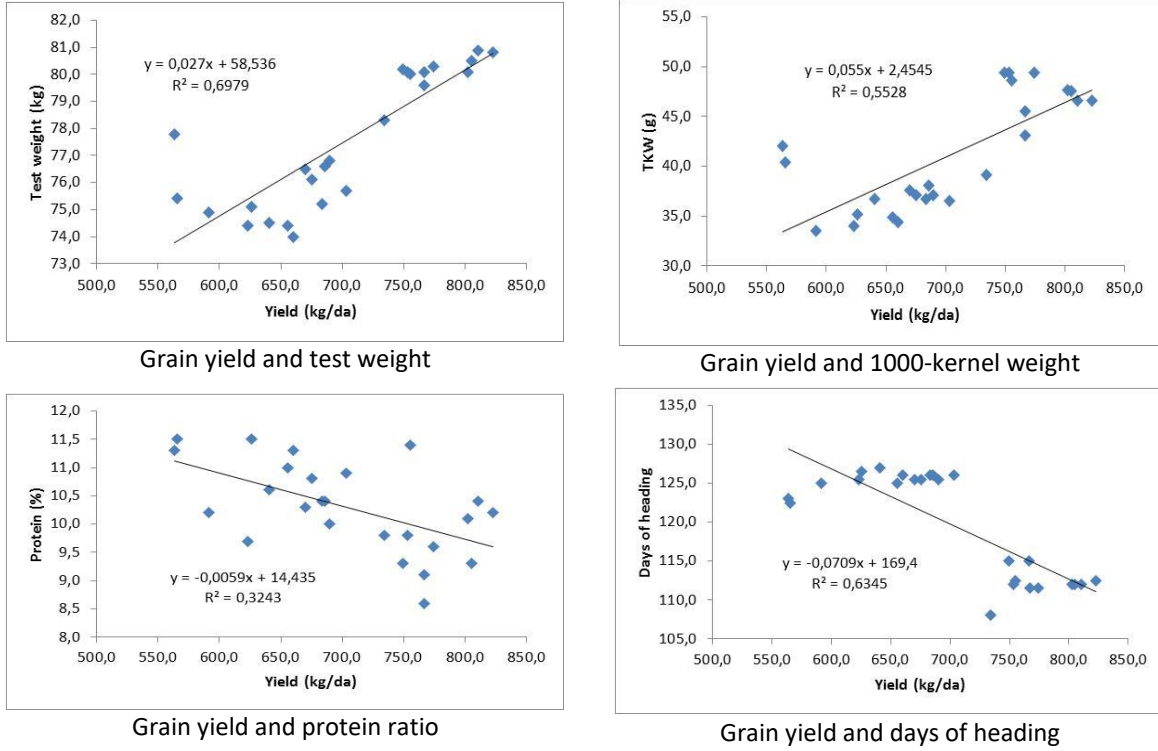 82,0
81,0
80,0
79,0
78,0
77,0
76,0
75,0
74,0
73,0
Test weight (kg)
y = 0,027x + 58,536
R² = 0,6979
500,0 550,0 600,0 650,0 700,0 750,0 800,0 850,0
Yield (kg/da)
Grain yield and test weight
55,0
50,0
45,0
40,0
35,0
30,0
TKW (g)
y = 0,055x + 2,4545
R² = 0,5528
500,0 550,0 600,0 650,0 700,0 750,0 800,0 850,0
Yield (kg/da)
Grain yield and 1000-kernel weight
12,0
11,5
11,0
10,5
10,0
9,5
9,0
8,5
8,0
Protein (%)
y = -0,0059x + 14,435
R² = 0,3243
500,0 550,0 600,0 650,0 700,0 750,0 800,0 850,0
Yield (kg/da)
Grain yield and protein ratio
135,0
130,0
125,0
120,0
115,0
110,0
105,0
Days of heading
y = -0,0709x + 169,4
R² = 0,6345
500,0 550,0 600,0 650,0 700,0 750,0 800,0 850,0
Yield (kg/da)
Grain yield and days of heading